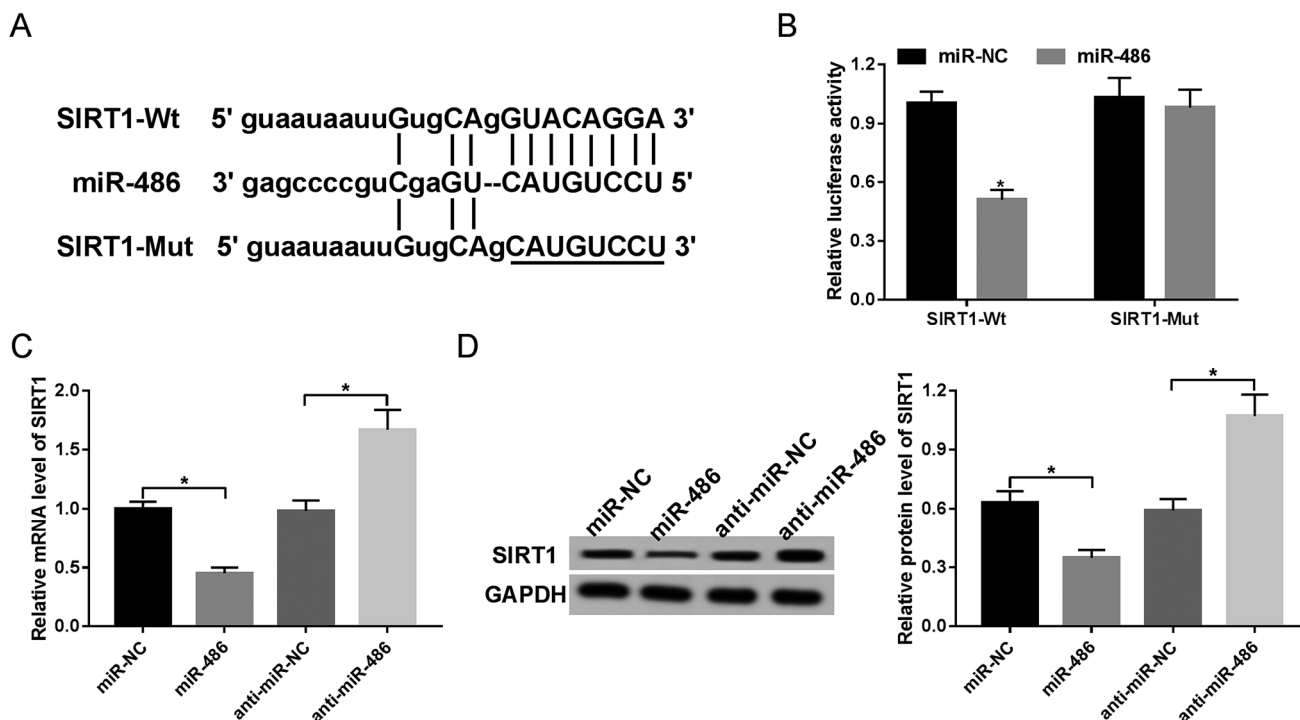 A
SIRT1-Wt 5' guaauaauuGugCAgGUACAGGA 3'
miR-486 3' gagccccguCgaGU--CAUGUCCU 5'
SIRT1-Mut 5' guaauaauuGugCAgCAUGUCCU 3'
B
miR-NC miR-486
Relative luciferase activity
1.2
0.9
0.6
0.3
0.0
*
SIRT1-Wt SIRT1-Mut
C
Relative mRNA level of SIRT1
2.0
1.5
1.0
0.5
0.0
*
*
miR-NC miR-486 anti-miR-NC anti-miR-486
D
miR-NC miR-486 anti-miR-NC anti-miR-486
SIRT1
GAPDH
Relative protein level of SIRT1
1.2
0.9
0.6
0.3
0.0
*
*
miR-NC miR-486 anti-miR-NC anti-miR-486